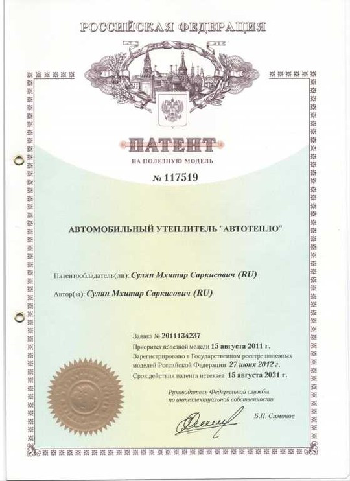 РОССИЙСКАЯ ФЕДЕРАЦИЯ
ПАТЕНТ
НА ПОЛЕЗНУЮ МОДЕЛЬ
№ 117519
АВТОМОБИЛЬНЫЙ УТЕПЛИТЕЛЬ "АВТОТЕПЛО"
Патентообладатель(ли): Сулян Мхитар Саркисович (RU)
Автор(ы): Сулян Мхитар Саркисович (RU)
Заявка № 2011134237
Приоритет полезной модели 15 августа 2011 г.
Зарегистрировано в Государственном реестре полезных
моделей Российской Федерации 27 июня 2012 г.
Срок действия патента истекает 15 августа 2021 г.
Руководитель Федеральной службы
по интеллектуальной собственности
Б.П. Симонов